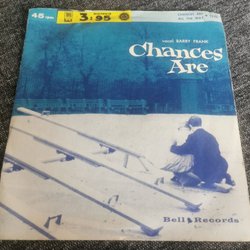 45 rpm
3:95
vocal BARRY FRANK
Chances
Are
Bell Records